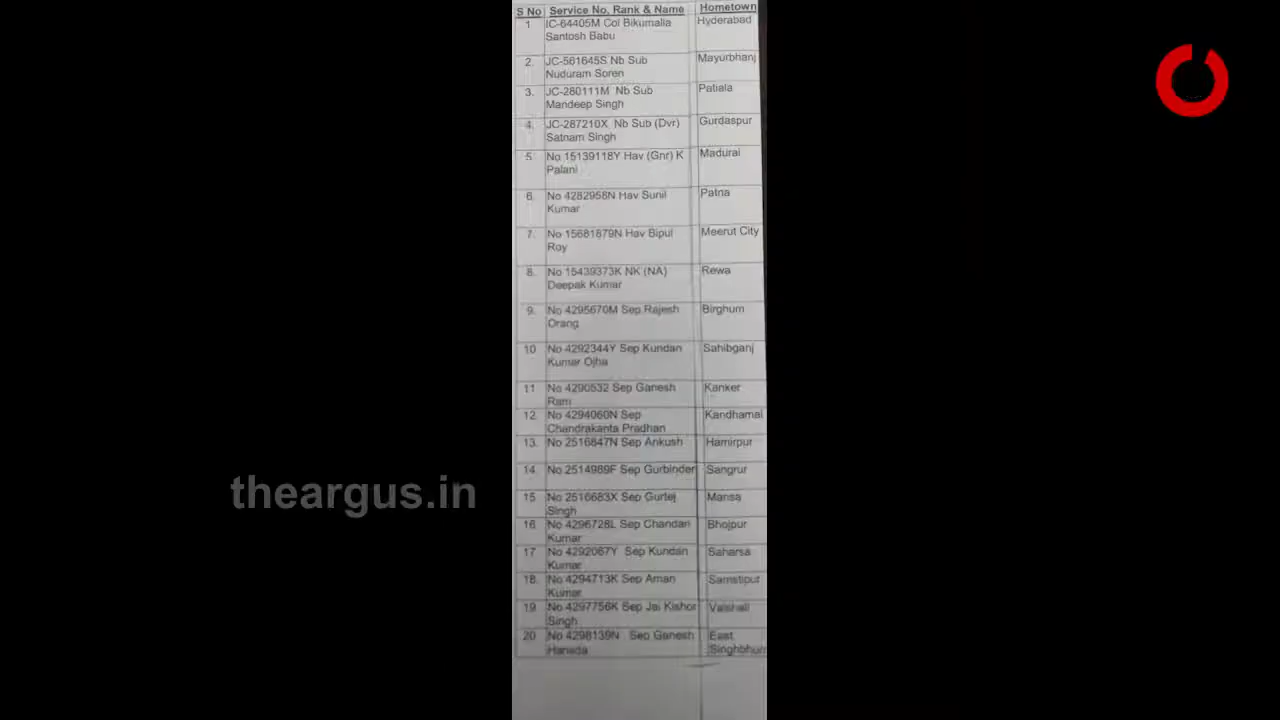 S No Service No, Rank & Name Hometown
1 IC-64405M Col Bikumalla Hyderabad
Santosh Babu
2. JC-561645S Nb Sub Mayurbhanj
Nuduram Soren
3. JC-280111M Nb Sub Patiala
Mandeep Singh
4. JC-287210X Nb Sub (Dvr) Gurdaspur
Satnam Singh
5. No 15139118Y Hav (Gnr) K Madurai
Palani
6. No 4282958N Hav Sunil Patna
Kumar
7. No 15681879N Hav Bipul Meerut City
Roy
8. No 15439373K NK (NA) Rewa
Deepak Kumar
9. No 4295670M Sep Rajesh Birghum
Orang
10 No 4292344Y Sep Kundan Sahibganj
Kumar Ojha
11 No 4290532 Sep Ganesh Kanker
Ram
12. No 4294060N Sep Kandhamal
Chandrakanta Pradhan
13. No 2516847N Sep Ankush Hamirpur
14. No 2514989F Sep Gurbinder Sangrur
15 No 2516683X Sep Gurtej Mansa
Singh
16 No 4296728L Sep Chandan Bhojpur
Kumar
17 No 4292067Y Sep Kundan Saharsa
Kumar
18. No 4294713K Sep Aman Samstipur
Kumar
19 No 4297756K Sep Jai Kishor Vaishali
Singh
20 No 4298139N Sep Ganesh East
Hansda Singhbhum
theargus.in